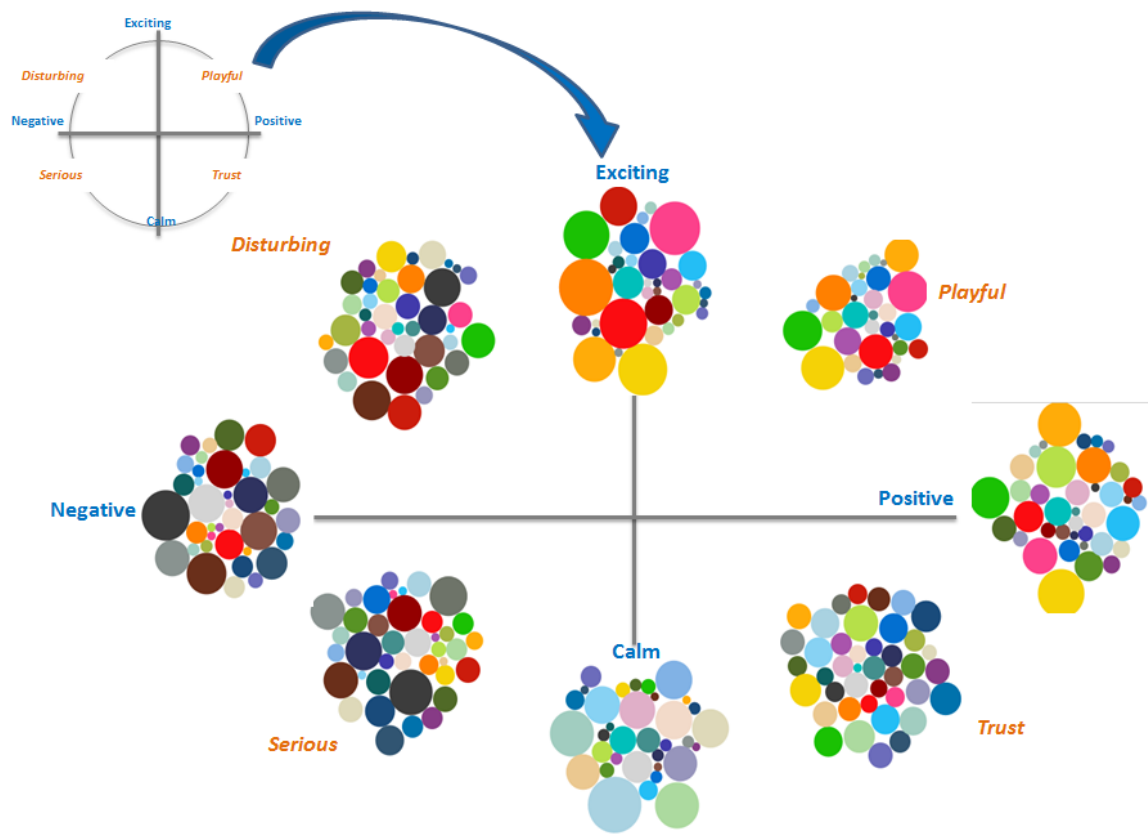 Exciting
Disturbing
Playful
Negative
Positive
Serious
Trust
Calm
Exciting
Disturbing
Playful
Negative
Positive
Calm
Serious
Trust